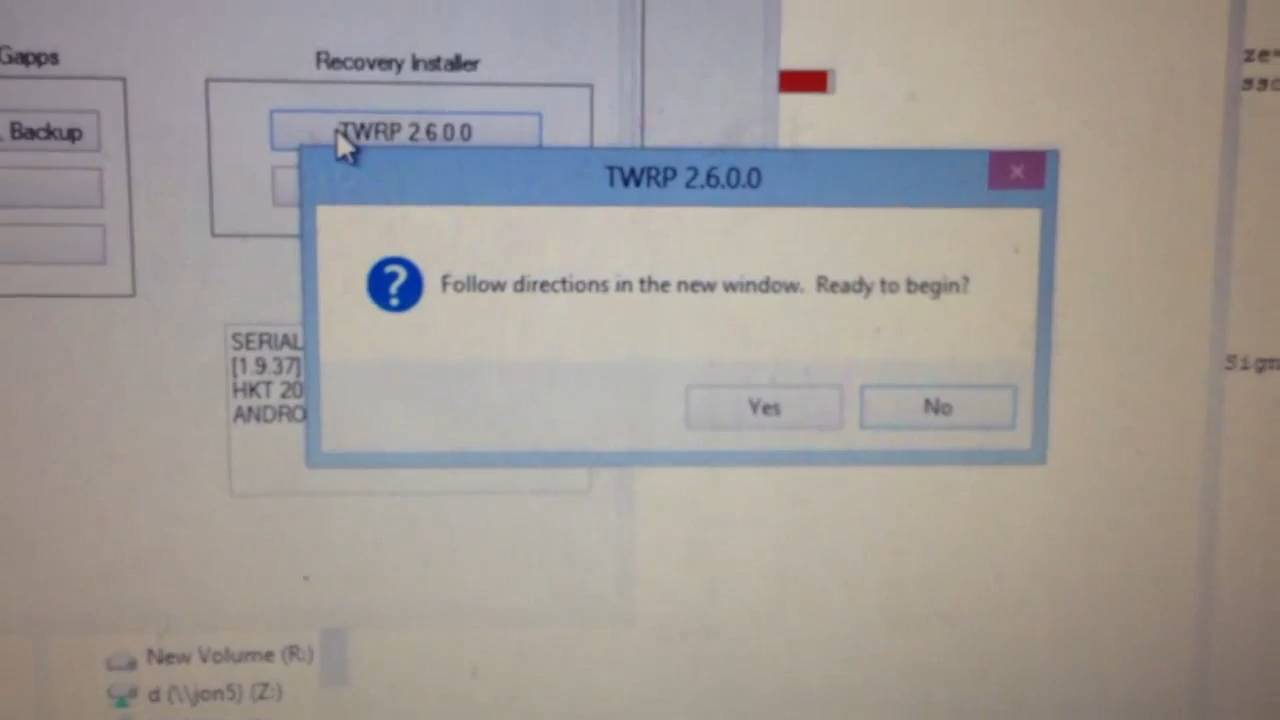 Gapps
Recovery Installer
Backup
TWRP 2.6.0.0
TWRP 2.6.0.0
Follow directions in the new window. Ready to begin?
Yes
No
SERIAL
[1.9.37]
HKT 20
ANDRO
Sign
New Volume (R:)
d (\\jon5) (Z:)